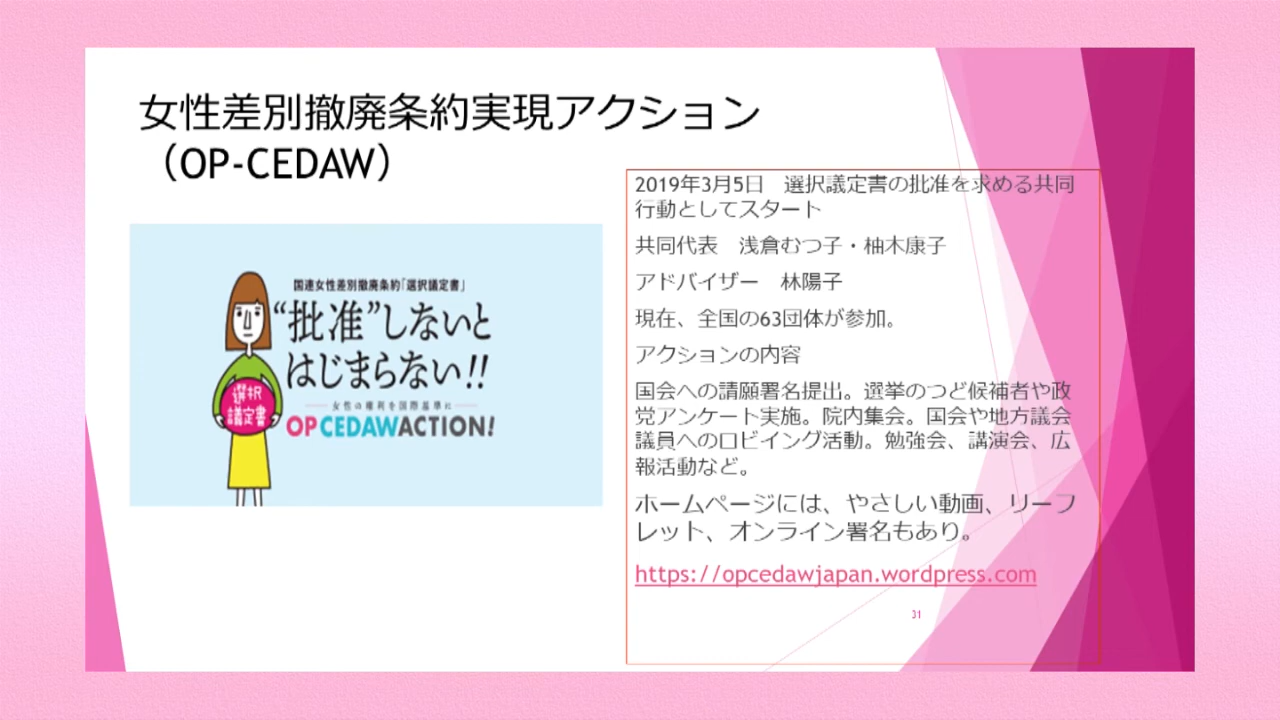 女性差別撤廃条約実現アクション
（OP-CEDAW）
国連女性差別撤廃条約「選択議定書」
“批准”しないと
はじまらない!!
女性の権利を国際基準に
OPCEDAWACTION!
選択
議定書
2019年3月5日　選択議定書の批准を求める共同
行動としてスタート
共同代表　浅倉むつ子・柚木康子
アドバイザー　林陽子
現在、全国の63団体が参加。
アクションの内容
国会への請願署名提出。選挙のつど候補者や政
党アンケート実施。院内集会。国会や地方議会
議員へのロビイング活動。勉強会、講演会、広
報活動など。
ホームページには、やさしい動画、リーフ
レット、オンライン署名もあり。
https://opcedawjapan.wordpress.com
31